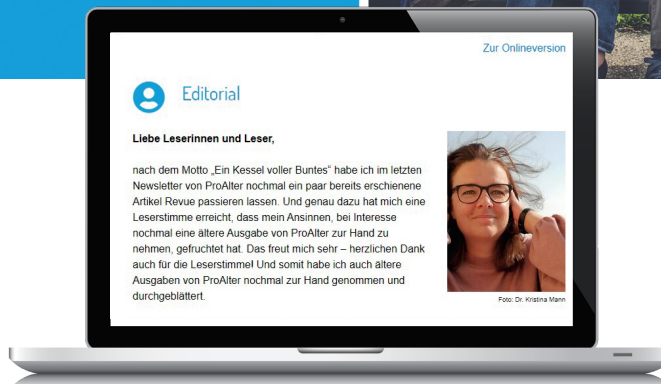 Zur Onlineversion
Editorial
Liebe Leserinnen und Leser,
nach dem Motto „Ein Kessel voller Buntes“ habe ich im letzten
Newsletter von ProAlter nochmal ein paar bereits erschienene
Artikel Revue passieren lassen. Und genau dazu hat mich eine
Leserstimme erreicht, dass mein Ansinnen, bei Interesse
nochmal eine ältere Ausgabe von ProAlter zur Hand zu
nehmen, gefruchtet hat. Das freut mich sehr – herzlichen Dank
auch für die Leserstimme! Und somit habe ich auch ältere
Ausgaben von ProAlter nochmal zur Hand genommen und
durchgeblättert.
Foto: Dr. Kristina Mann